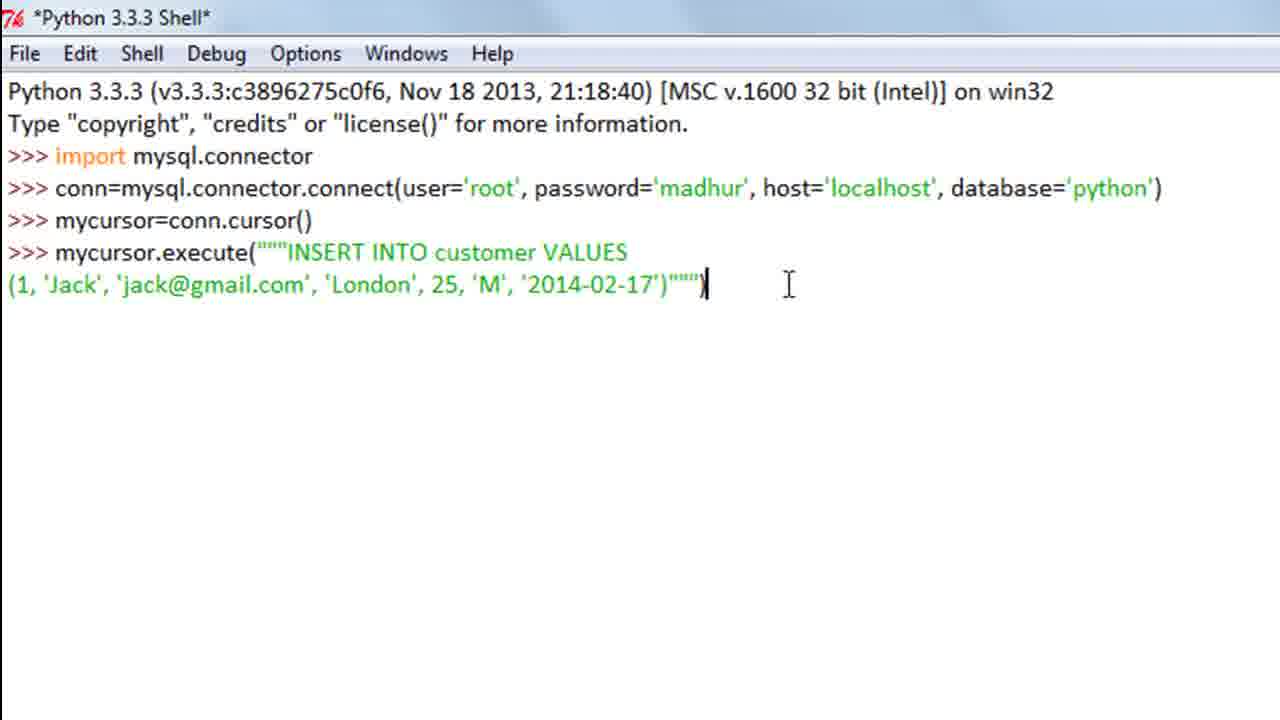 *Python 3.3.3 Shell*
File Edit Shell Debug Options Windows Help
Python 3.3.3 (v3.3.3:c3896275c0f6, Nov 18 2013, 21:18:40) [MSC v.1600 32 bit (Intel)] on win32
Type "copyright", "credits" or "license()" for more information.
>>> import mysql.connector
>>> conn=mysql.connector.connect(user='root', password='madhur', host='localhost', database='python')
>>> mycursor=conn.cursor()
>>> mycursor.execute("""INSERT INTO customer VALUES
(1, 'Jack', 'jack@gmail.com', 'London', 25, 'M', '2014-02-17')""")